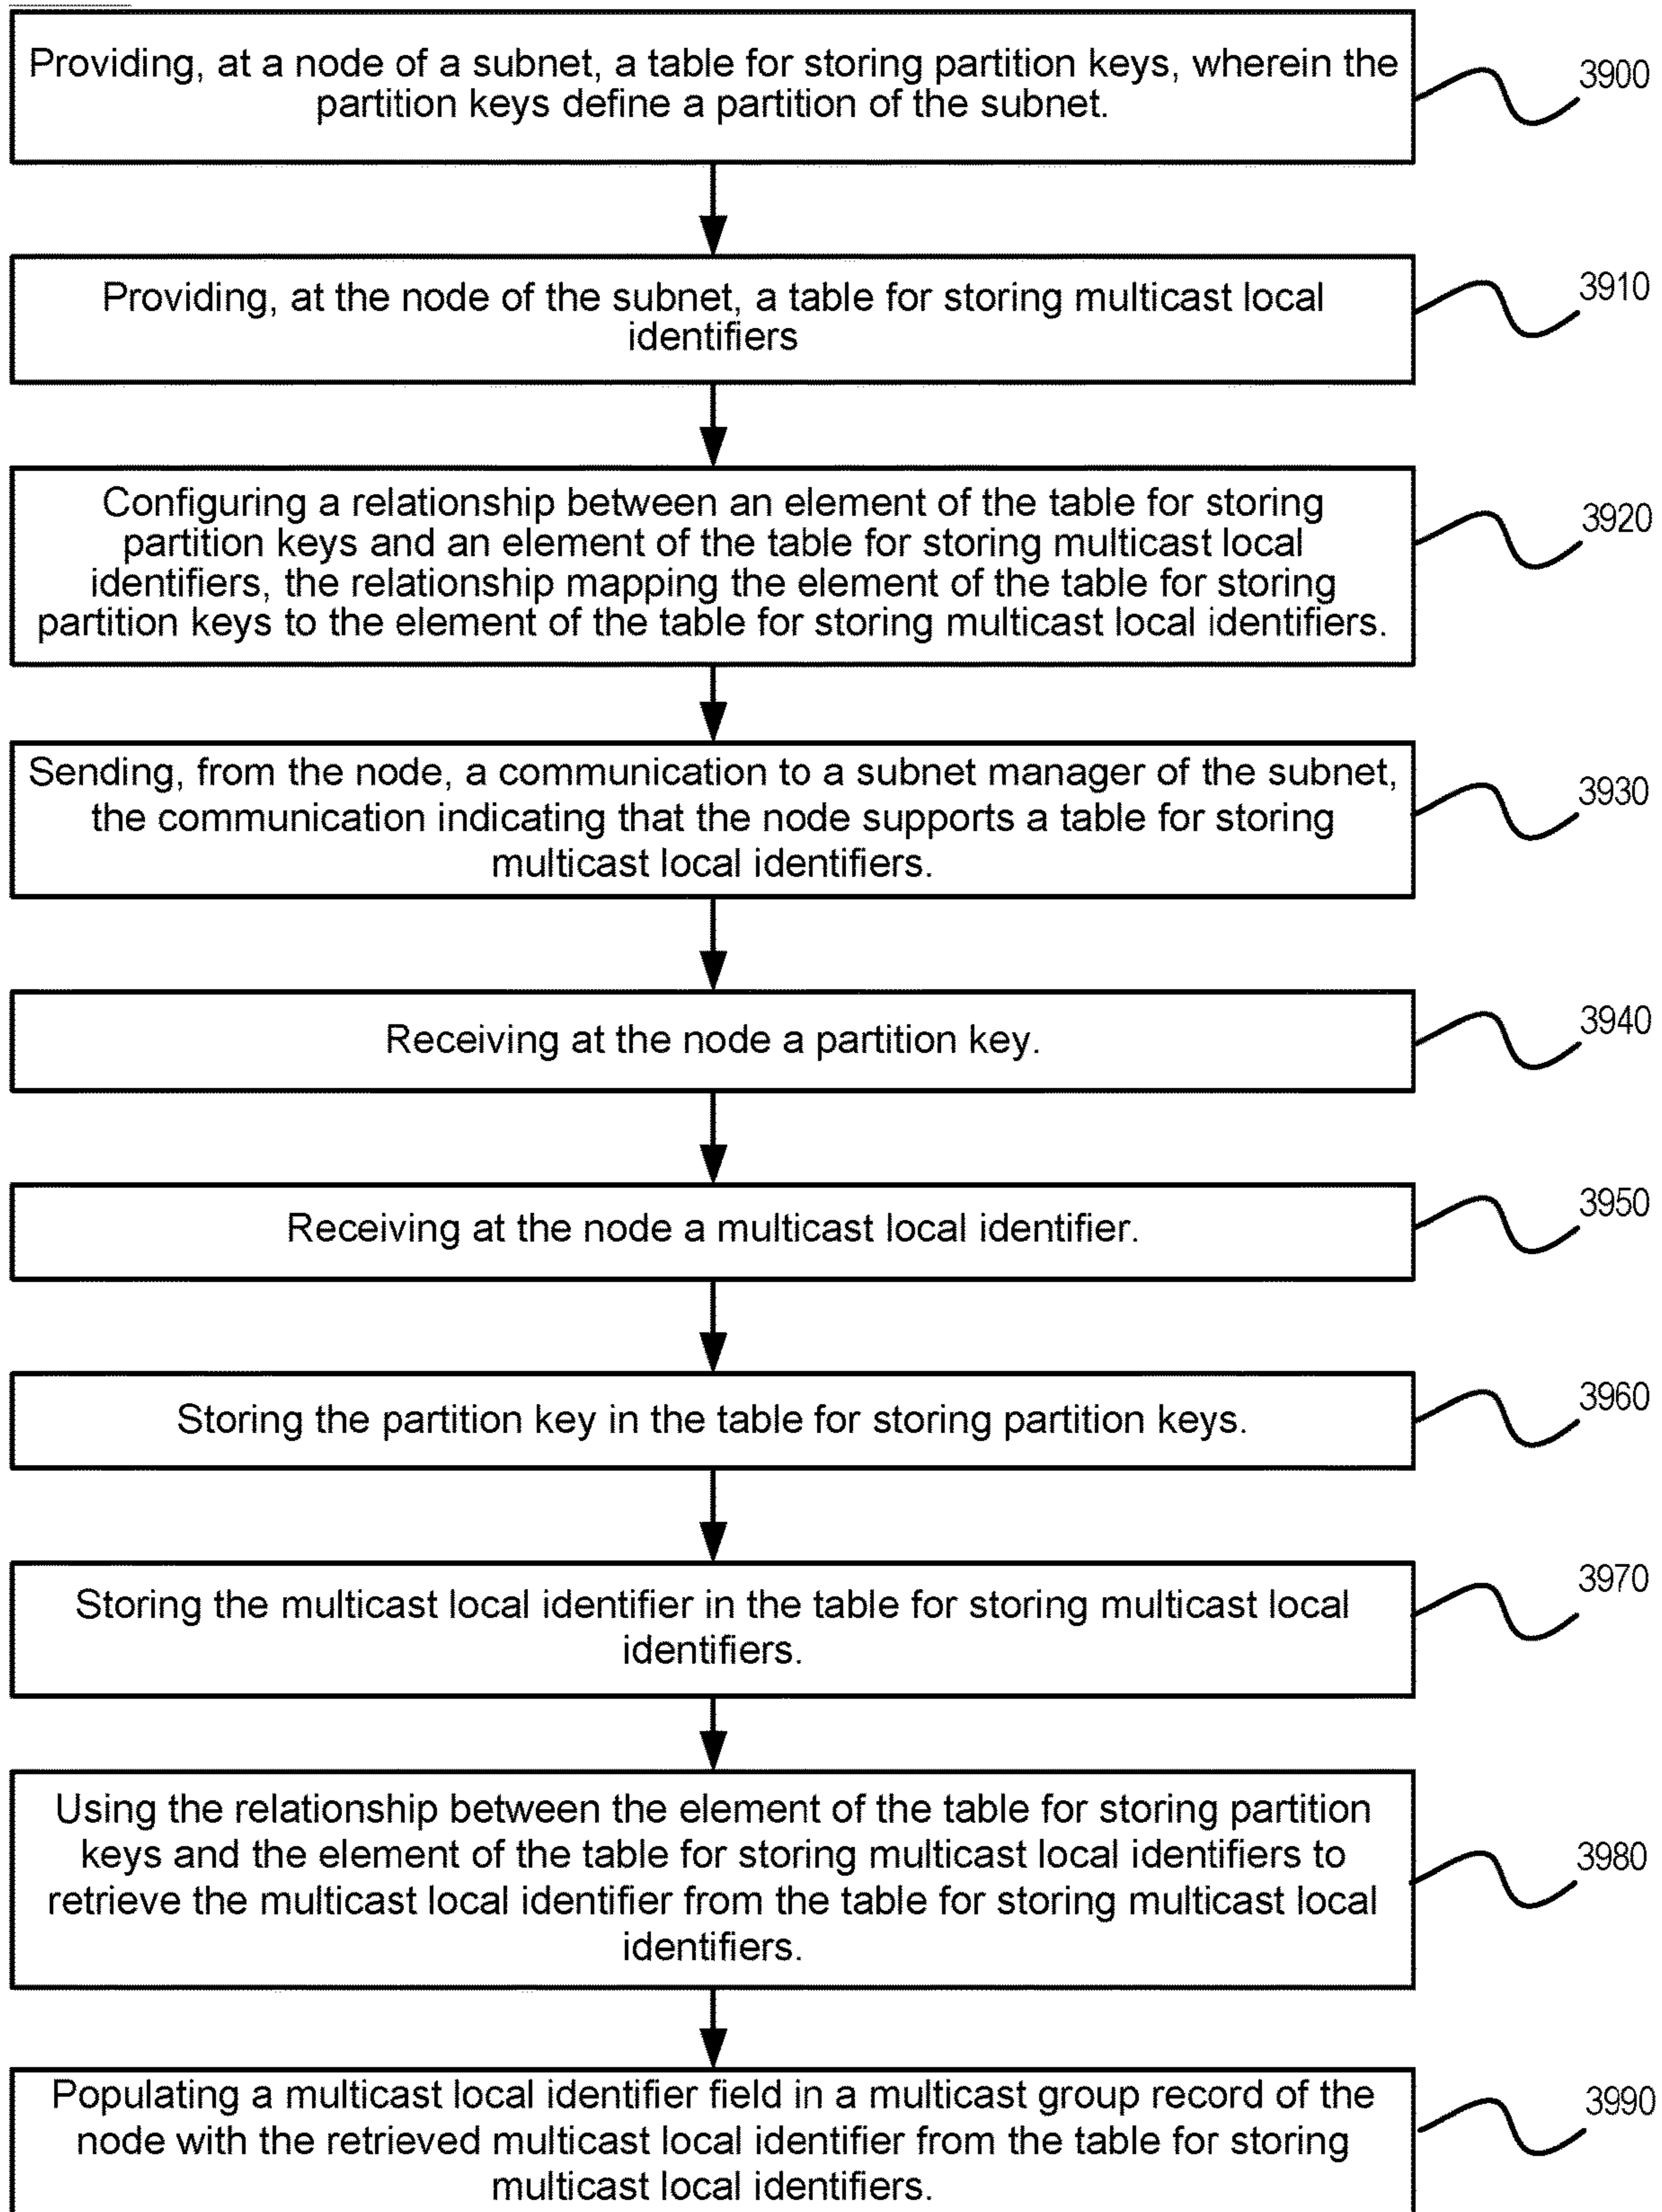 Providing, at a node of a subnet, a table for storing partition keys, wherein the
partition keys define a partition of the subnet.
3900
Providing, at the node of the subnet, a table for storing multicast local
identifiers
3910
Configuring a relationship between an element of the table for storing
partition keys and an element of the table for storing multicast local
identifiers, the relationship mapping the element of the table for storing
partition keys to the element of the table for storing multicast local identifiers.
3920
Sending, from the node, a communication to a subnet manager of the subnet,
the communication indicating that the node supports a table for storing
multicast local identifiers.
3930
Receiving at the node a partition key.
3940
Receiving at the node a multicast local identifier.
3950
Storing the partition key in the table for storing partition keys.
3960
Storing the multicast local identifier in the table for storing multicast local
identifiers.
3970
Using the relationship between the element of the table for storing partition
keys and the element of the table for storing multicast local identifiers to
retrieve the multicast local identifier from the table for storing multicast local
identifiers.
3980
Populating a multicast local identifier field in a multicast group record of the
node with the retrieved multicast local identifier from the table for storing
multicast local identifiers.
3990